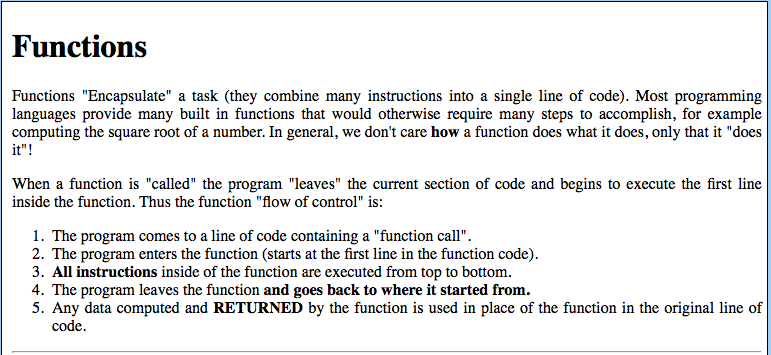 Functions
Functions "Encapsulate" a task (they combine many instructions into a single line of code). Most programming
languages provide many built in functions that would otherwise require many steps to accomplish, for example
computing the square root of a number. In general, we don't care how a function does what it does, only that it "does
it"!
When a function is "called" the program "leaves" the current section of code and begins to execute the first line
inside the function. Thus the function "flow of control" is:
1. The program comes to a line of code containing a "function call".
2. The program enters the function (starts at the first line in the function code).
3. All instructions inside of the function are executed from top to bottom.
4. The program leaves the function and goes back to where it started from.
5. Any data computed and RETURNED by the function is used in place of the function in the original line of
code.